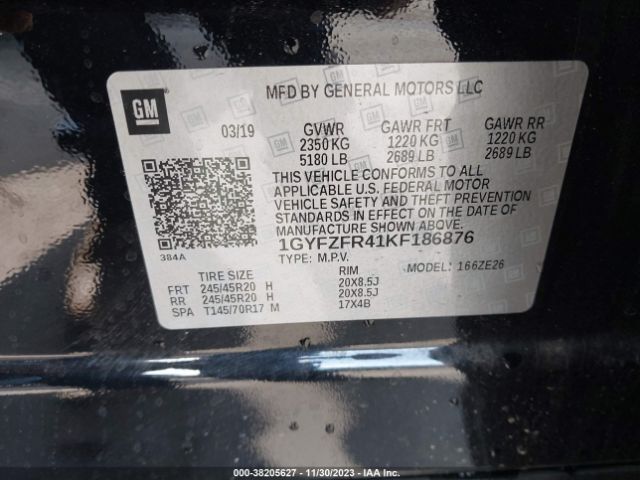 GM
MFD BY GENERAL MOTORS LLC
03/19 GVWR GAWR FRT GAWR RR
2350 KG 1220 KG 1220 KG
5180 LB 2689 LB 2689 LB
THIS VEHICLE CONFORMS TO ALL
APPLICABLE U.S. FEDERAL MOTOR
VEHICLE SAFETY, BUMPER, AND
THEFT PREVENTION STANDARDS IN
EFFECT ON THE DATE OF
MANUFACTURE SHOWN ABOVE.
1GYFZFR41KF186876
384A
TYPE: M.P.V. MODEL: 166ZE26
TIRE SIZE RIM
FRT 245/45R20 H 20X8.5J
RR 245/45R20 H 20X8.5J
SPA T145/70R17 M 17X4B
000-38205627 - 11/30/2023 - IAA Inc.